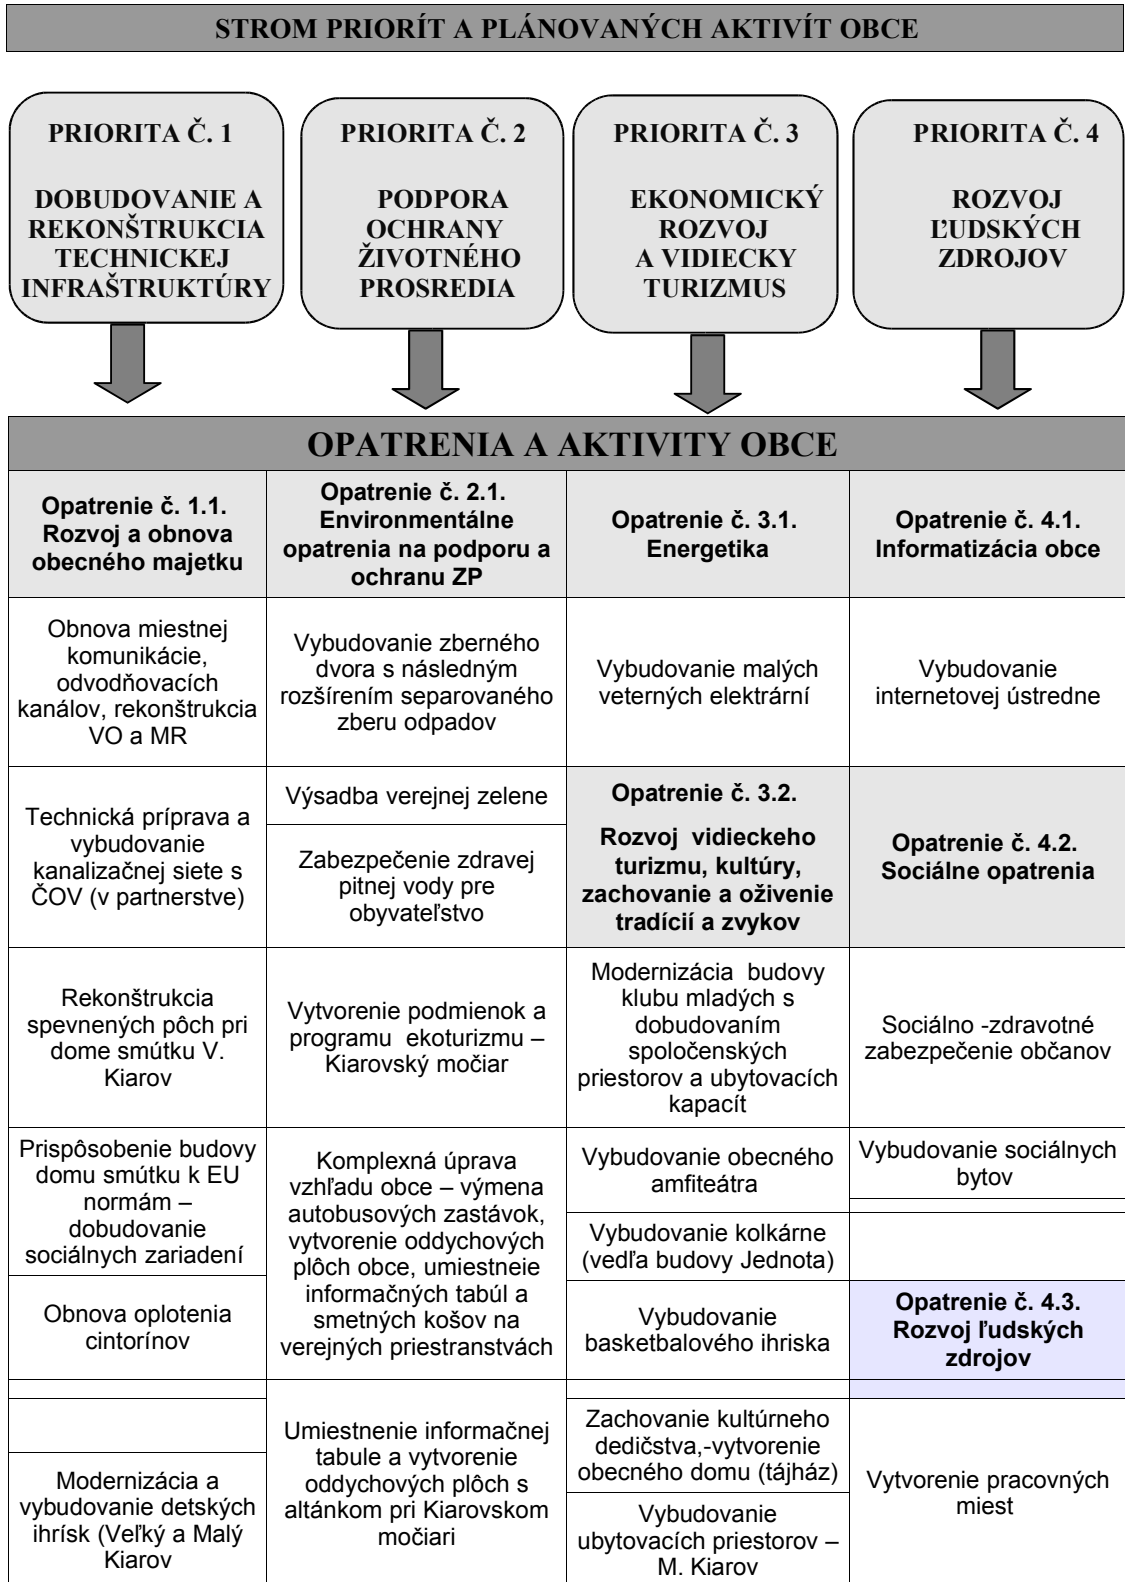 STROM PRIORÍT A PLÁNOVANÝCH AKTIVÍT OBCE
PRIORITA Č. 1
DOBUDOVANIE A
REKONŠTRUKCIA
TECHNICKEJ
INFRAŠTRUKTÚRY
PRIORITA Č. 2
PODPORA
OCHRANY
ŽIVOTNÉHO
PROSREDIA
PRIORITA Č. 3
EKONOMICKÝ
ROZVOJ
A VIDIECKY
TURIZMUS
PRIORITA Č. 4
ROZVOJ
ĽUDSKÝCH
ZDROJOV
OPATRENIA A AKTIVITY OBCE
Opatrenie č. 1.1.
Rozvoj a obnova
obecného majetku
Opatrenie č. 2.1.
Environmentálne
opatrenia na podporu a
ochranu ZP
Opatrenie č. 3.1.
Energetika
Opatrenie č. 4.1.
Informatizácia obce
Obnova miestnej
komunikácie,
odvodňovacích
kanálov, rekonštrukcia
VO a MR
Vybudovanie zberného
dvora s následným
rozšírením separovaného
zberu odpadov
Vybudovanie malých
veterných elektrární
Vybudovanie
internetovej ústredne
Technická príprava a
vybudovanie
kanalizačnej siete s
ČOV (v partnerstve)
Výsadba verejnej zelene
Zabezpečenie zdravej
pitnej vody pre
obyvateľstvo
Opatrenie č. 3.2.
Rozvoj vidieckeho
turizmu, kultúry,
zachovanie a oživenie
tradícií a zvykov
Opatrenie č. 4.2.
Sociálne opatrenia
Rekonštrukcia
spevnených pôch pri
dome smútku V.
Kiarov
Vytvorenie podmienok a
programu ekoturizmu –
Kiarovský močiar
Modernizácia budovy
klubu mladých s
dobudovaním
spoločenských
priestorov a ubytovacích
kapacít
Sociálno -zdravotné
zabezpečenie občanov
Prispôsobenie budovy
domu smútku k EU
normám –
dobudovanie
sociálnych zariadení
Obnova oplotenia
cintorínov
Komplexná úprava
vzhľadu obce – výmena
autobusových zastávok,
vytvorenie oddychových
plôch obce, umiestneie
informačných tabúl a
smetných košov na
verejných priestranstvách
Vybudovanie obecného
amfiteátra
Vybudovanie kolkárne
(vedľa budovy Jednota)
Vybudovanie
basketbalového ihriska
Vybudovanie sociálnych
bytov
Opatrenie č. 4.3.
Rozvoj ľudských
zdrojov
Modernizácia a
vybudovanie detských
ihrísk (Veľký a Malý
Kiarov
Umiestnenie informačnej
tabule a vytvorenie
oddychových plôch s
altánkom pri Kiarovskom
močiari
Zachovanie kultúrneho
dedičstva,-vytvorenie
obecného domu (tájház)
Vybudovanie
ubytovacích priestorov –
M. Kiarov
Vytvorenie pracovných
miest